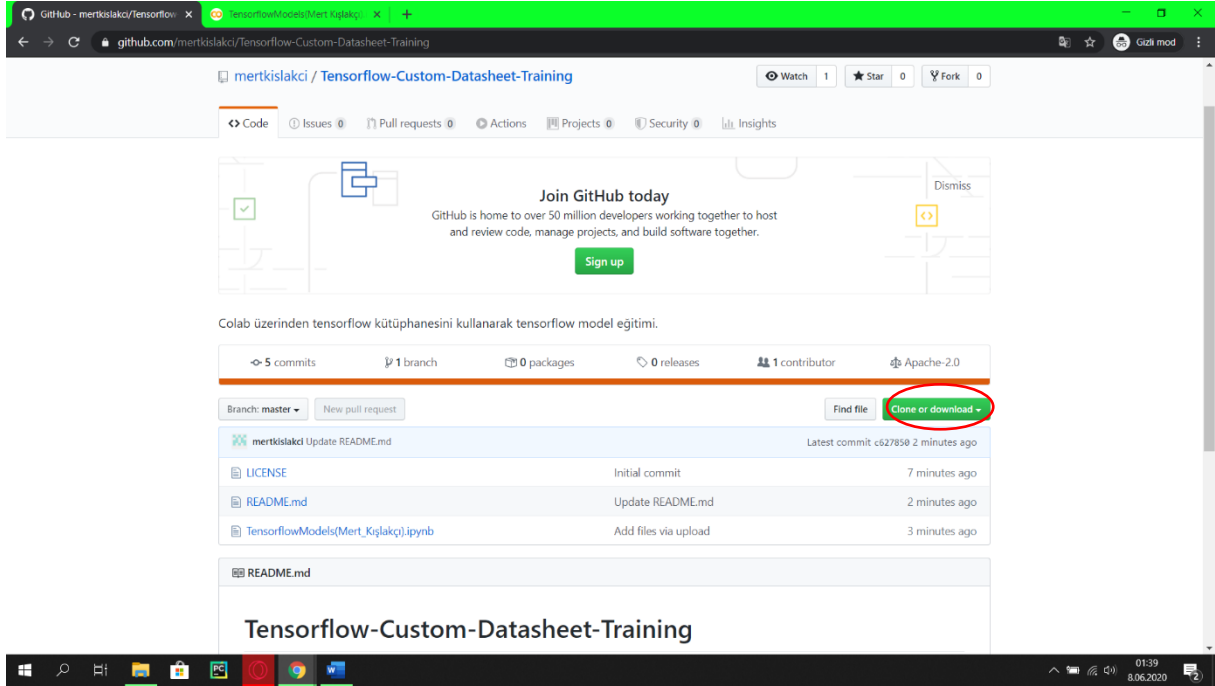 GitHub - mertkislakci/Tensorflow
TensorflowModels(Mert Kışlakçı)
github.com/mertkislakci/Tensorflow-Custom-Datasheet-Training
Gizli mod
mertkislakci / Tensorflow-Custom-Datasheet-Training
Watch 1 Star 0 Fork 0
Code Issues 0 Pull requests 0 Actions Projects 0 Security 0 Insights
Dismiss
Join GitHub today
GitHub is home to over 50 million developers working together to host
and review code, manage projects, and build software together.
Sign up
Colab üzerinden tensorflow kütüphanesini kullanarak tensorflow model eğitimi.
5 commits 1 branch 0 packages 0 releases 1 contributor Apache-2.0
Branch: master New pull request Find file Clone or download
mertkislakci Update README.md Latest commit c627850 2 minutes ago
LICENSE Initial commit 7 minutes ago
README.md Update README.md 2 minutes ago
TensorflowModels(Mert_Kışlakçı).ipynb Add files via upload 3 minutes ago
README.md
Tensorflow-Custom-Datasheet-Training
PC W 01:39
8.06.2020 2